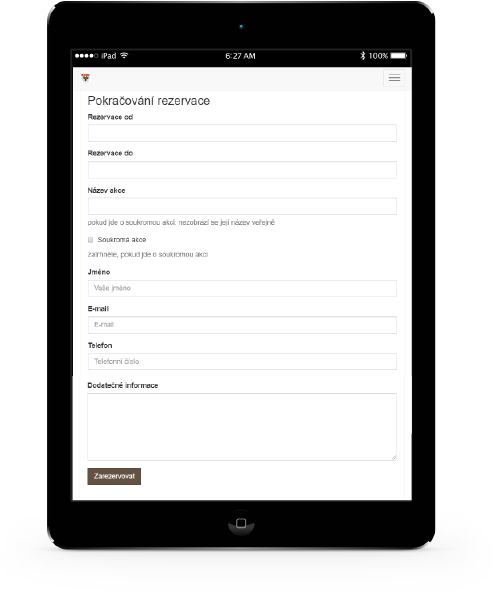 iPad 6:27 AM 100%
Pokračování rezervace
Rezervace od
Rezervace do
Název akce
pokud jde o soukromou akci, nezobrazí se její název veřejně
Soukromá akce
zatrhněte, pokud jde o soukromou akci
Jméno
Vaše jméno
E-mail
E-mail
Telefon
Telefonní číslo
Dodatečné informace
Zarezervovat